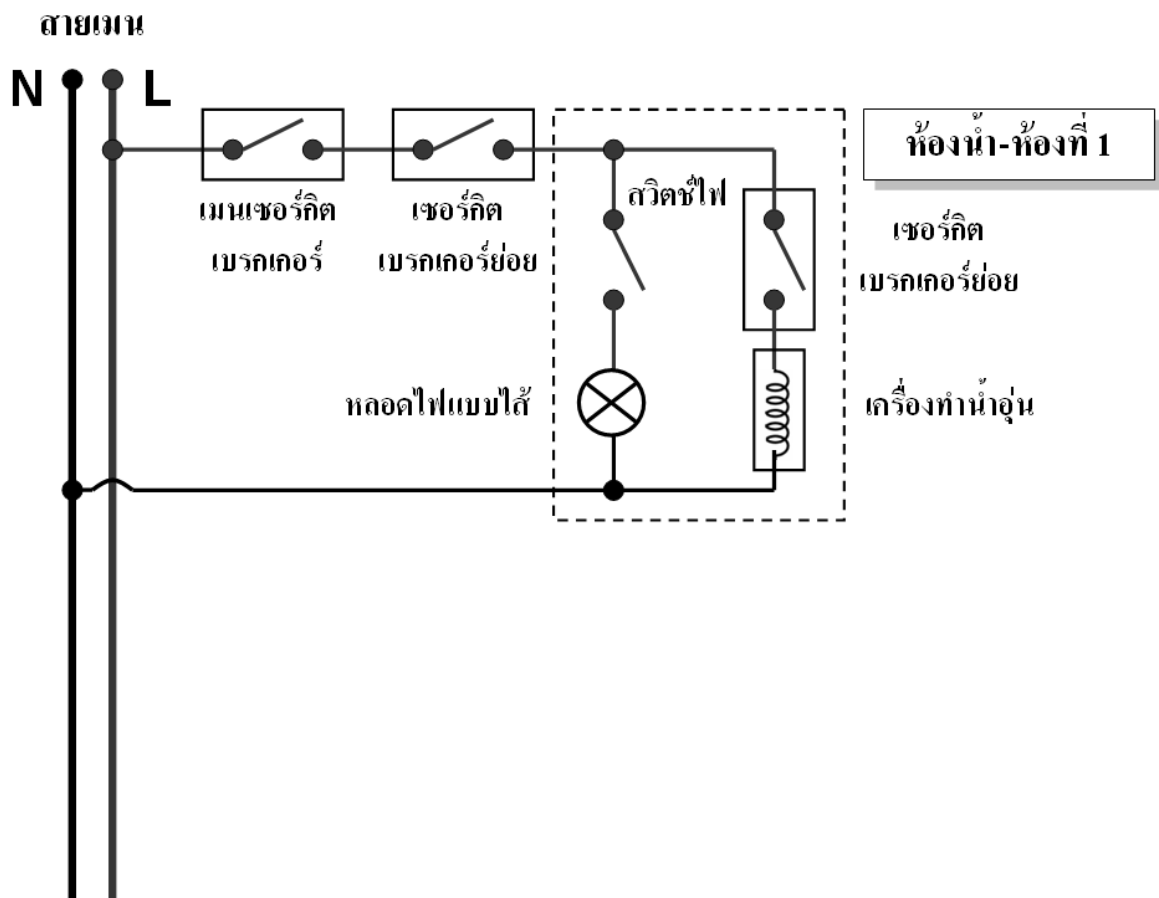 สายเมน
N L
ห้องน้ำ-ห้องที่ 1
เมนเซอร์กิต
เบรคเกอร์
เซอร์กิต
เบรคเกอร์ย่อย
สวิตช์ไฟ
เซอร์กิต
เบรคเกอร์ย่อย
หลอดไฟแบบไส้
เครื่องทำน้ำอุ่น